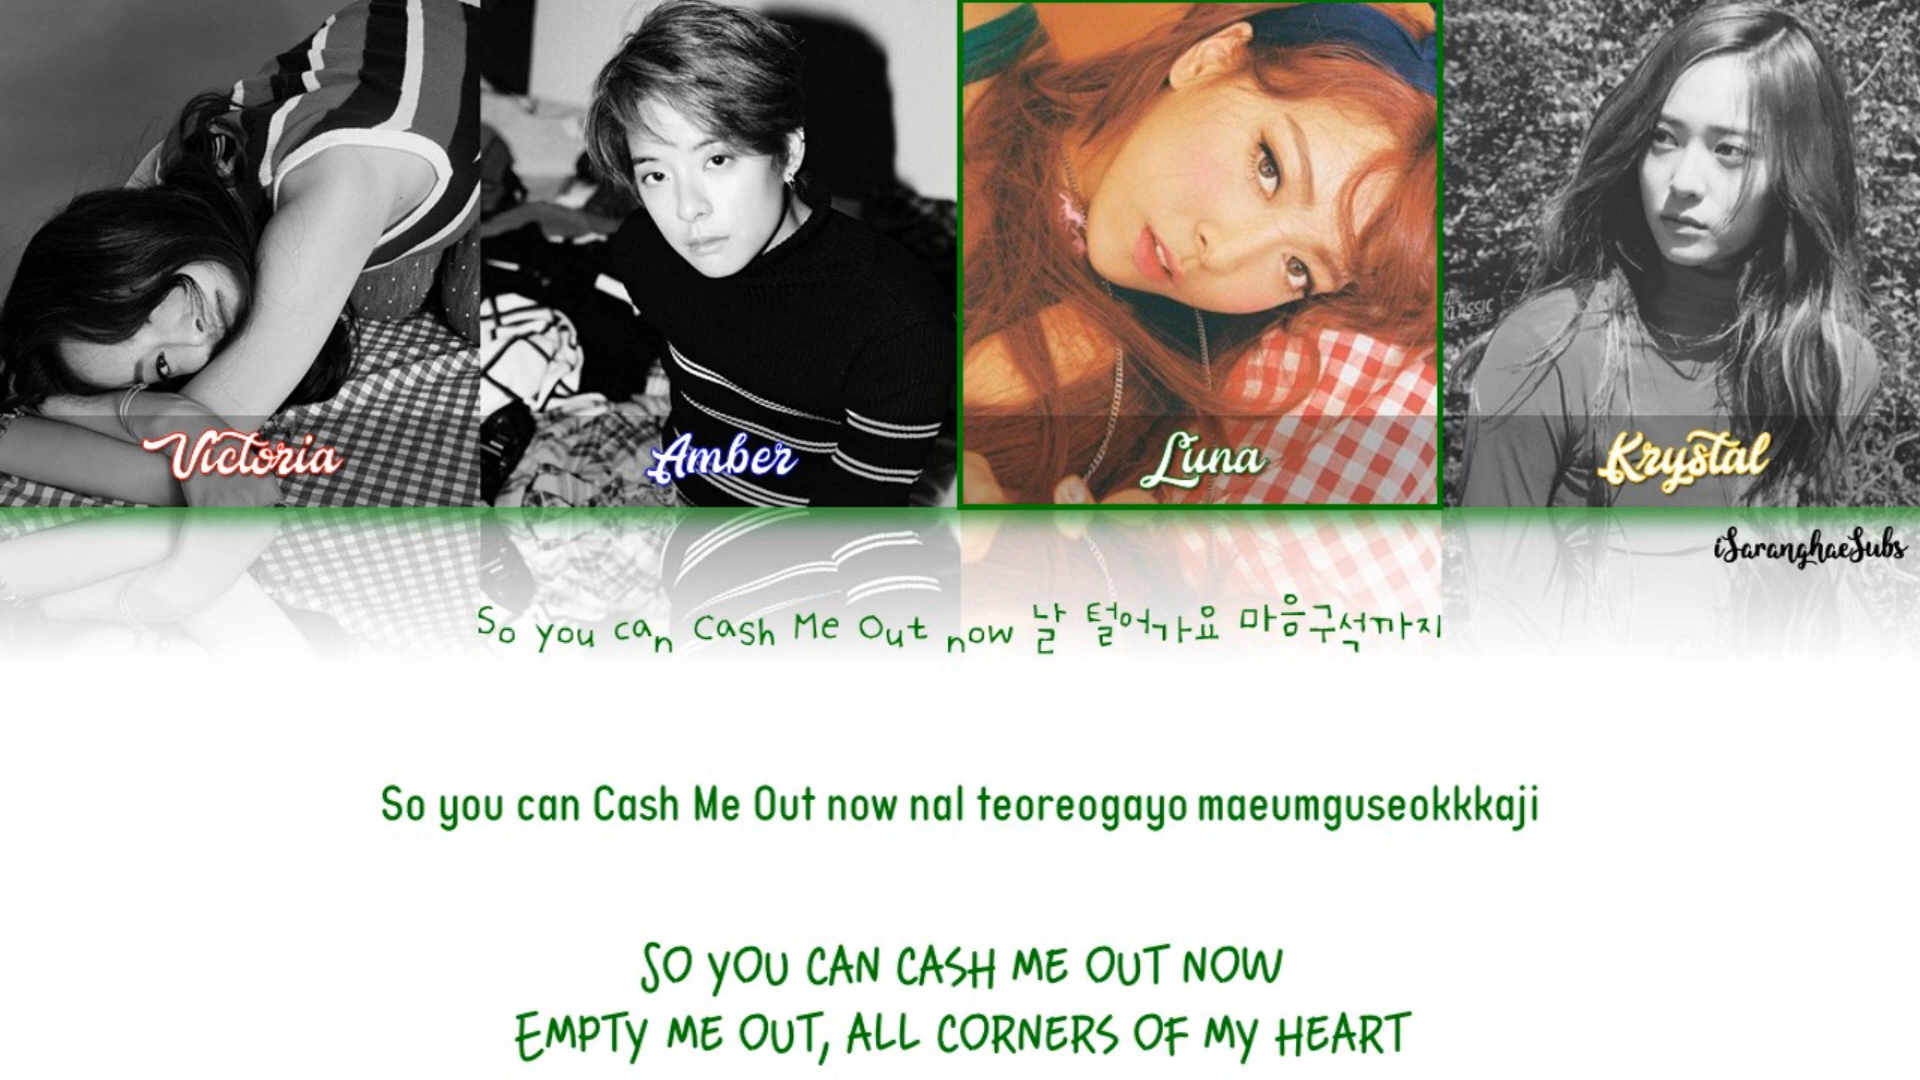 Victoria
Amber
Luna
Krystal
iSaranghaeSubs
So you can Cash Me Out now 날 털어가요 마음구석까지
So you can Cash Me Out now nal teoreogayo maeumguseokkkaji
SO YOU CAN CASH ME OUT NOW
EMPTY ME OUT, ALL CORNERS OF MY HEART